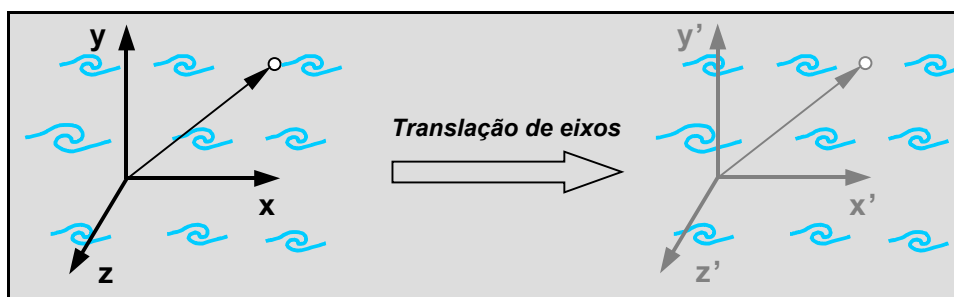 y
x
z
Translação de eixos
y’
x’
z’